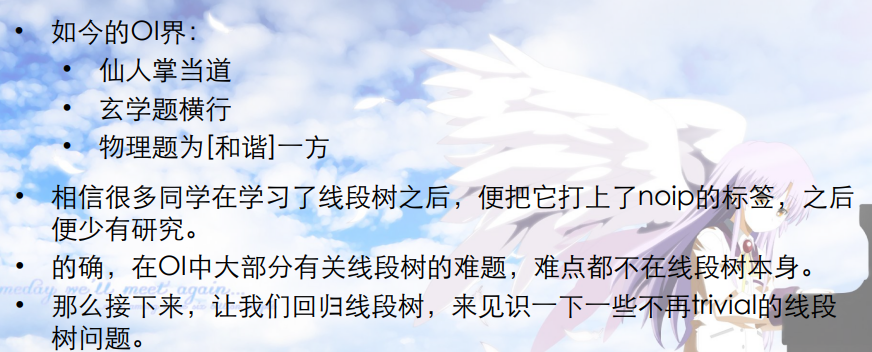 • 如今的OI界：
• 仙人掌当道
• 玄学题横行
• 物理题为[和谐]一方
• 相信很多同学在学习了线段树之后，便把它打上了noip的标签，之后
便少有研究。
• 的确，在OI中大部分有关线段树的难题，难点都不在线段树本身。
meday we'll meet again...
• 那么接下来，让我们回归线段树，来见识一下一些不再trivial的线段
树问题。